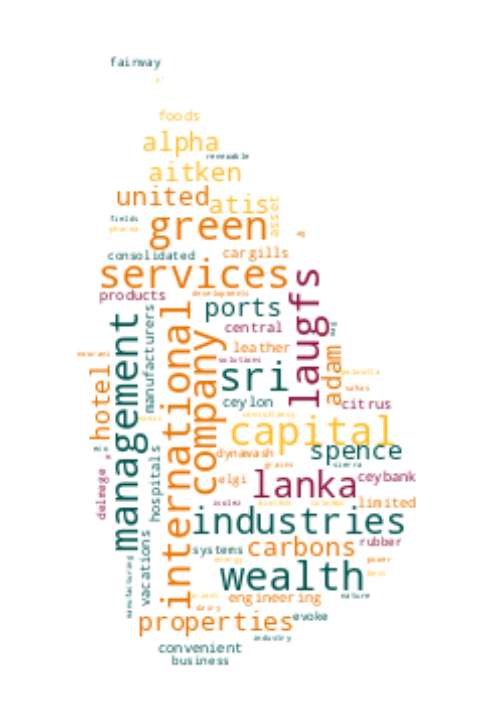 fairway
foods
alpha
renewable
aitken
united
atis
asset
fields
pharma
green
consolidated
cargills
services
products
developments
laugfs
ports
manufacturers
international
company
management
central
leather
solutions
adam
hotel
sri
ceylon
citrus
consultancy
capital
dynawash
spence
hospitals
grains
sierra
delmege
elgi
lanka
ceybank
limited
industries
systems
carbons
rubber
vacations
energy
power
wealth
manufacturing
engineering
nature
dairy
properties
evoke
industry
convenient
business